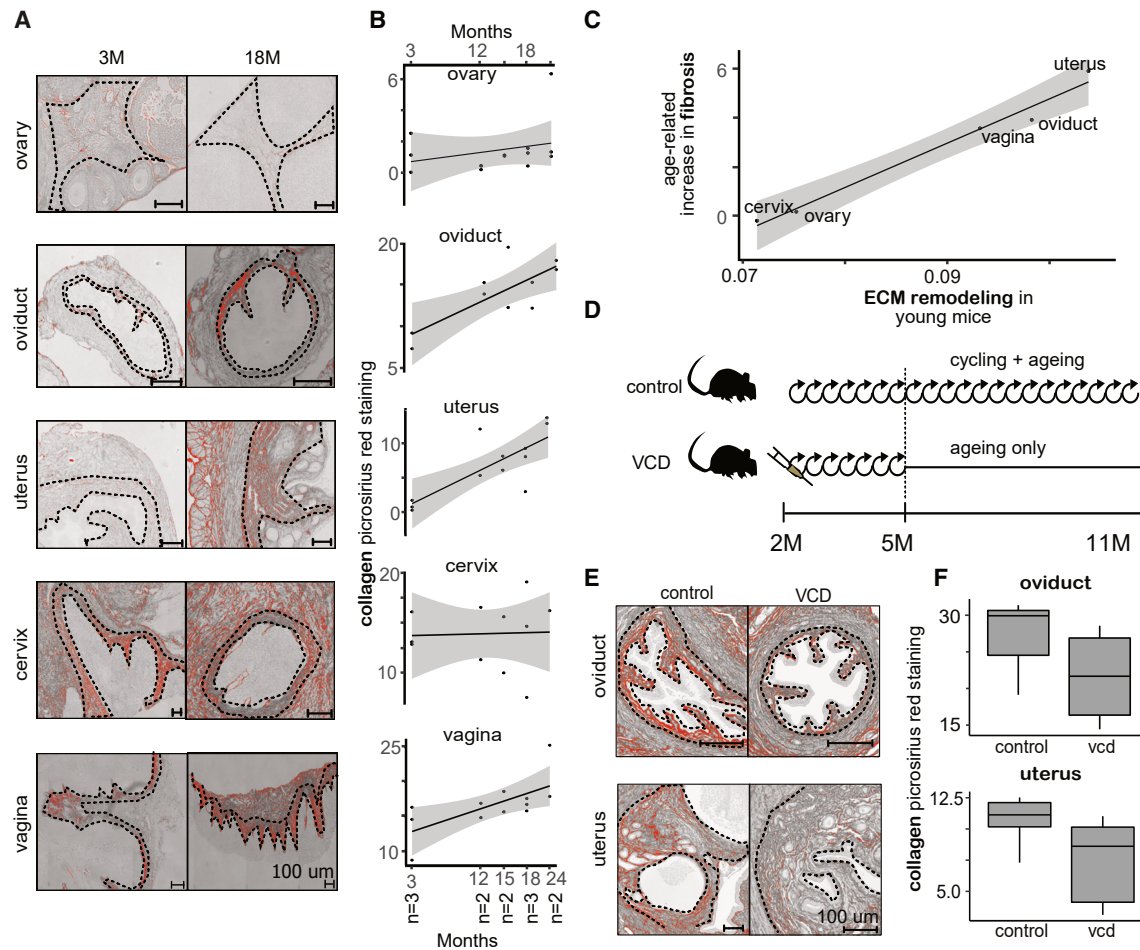 A
3M
18M
ovary
oviduct
uterus
cervix
vagina
100 um
B
Months
3
12
18
collagen picrosirius red staining
ovary
6
0
oviduct
20
5
uterus
10
0
cervix
20
10
vagina
25
10
3
12
15
18
24
n=3
n=2
n=2
n=3
n=2
Months
C
age-related
increase in fibrosis
6
0
uterus
oviduct
vagina
cervix
ovary
0.07
0.09
ECM remodeling in
young mice
D
control
cycling + ageing
VCD
ageing only
2M
5M
11M
E
control
VCD
oviduct
uterus
100 um
F
collagen picrosirius red staining
oviduct
30
15
control
vcd
uterus
12.5
5.0
control
vcd